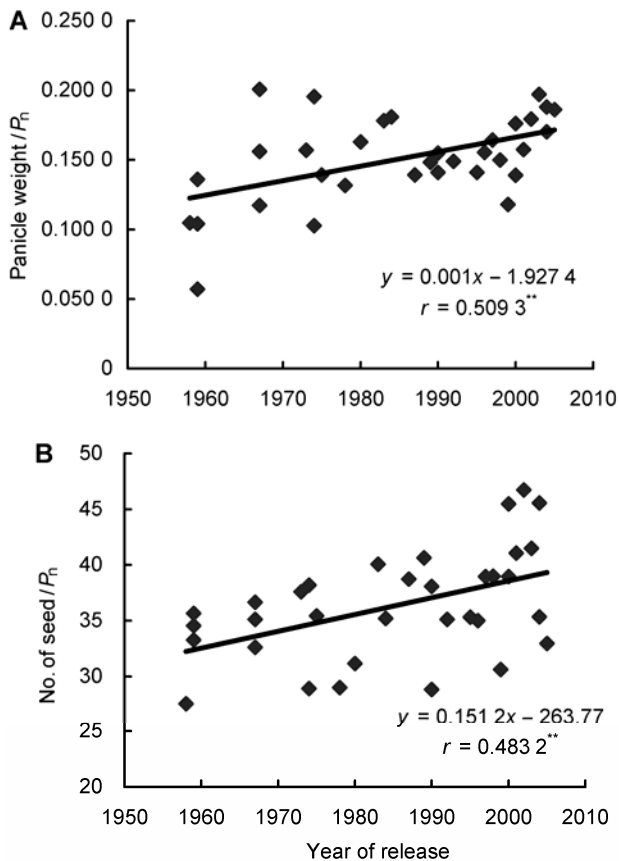 A
0.250 0
0.200 0
0.150 0
0.100 0
0.050 0
0
Panicle weight / Pn
y = 0.001x − 1.927 4
r = 0.509 3**
1950 1960 1970 1980 1990 2000 2010
B
50
45
40
35
30
25
20
No. of seed / Pn
y = 0.151 2x − 263.77
r = 0.483 2**
1950 1960 1970 1980 1990 2000 2010
Year of release